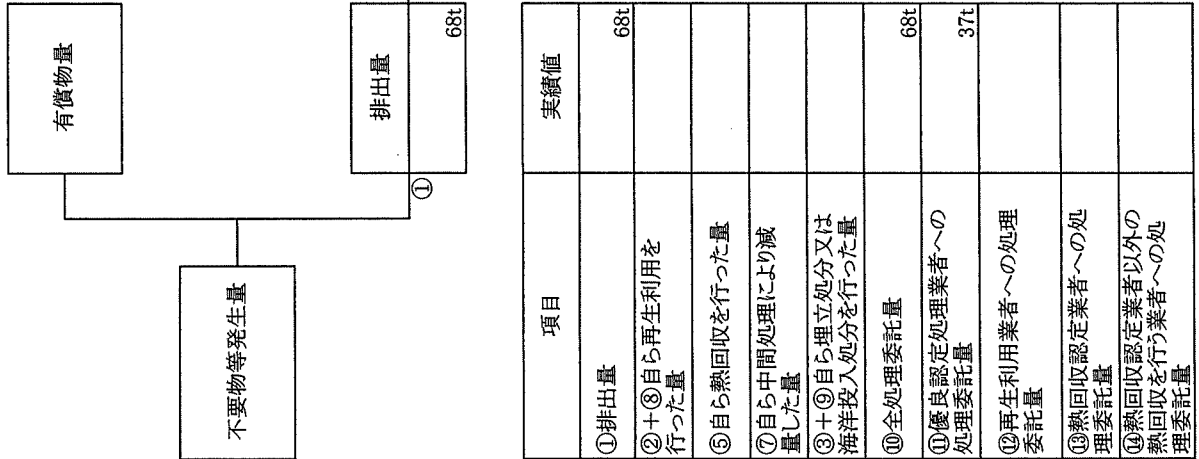 不要物等発生量
有償物量
①
排出量
68t
項目
実績値
①排出量
68t
②+⑧自ら再生利用を
行った量
⑤自ら熱回収を行った量
⑦自ら中間処理により減
量した量
③+⑨自ら埋立処分又は
海洋投入処分を行った量
⑩全処理委託量
68t
⑪優良認定処理業者への
処理委託量
37t
⑫再生利用業者への処理
委託量
⑬熱回収認定業者への処
理委託量
⑭熱回収認定業者以外の
熱回収を行う業者への処
理委託量